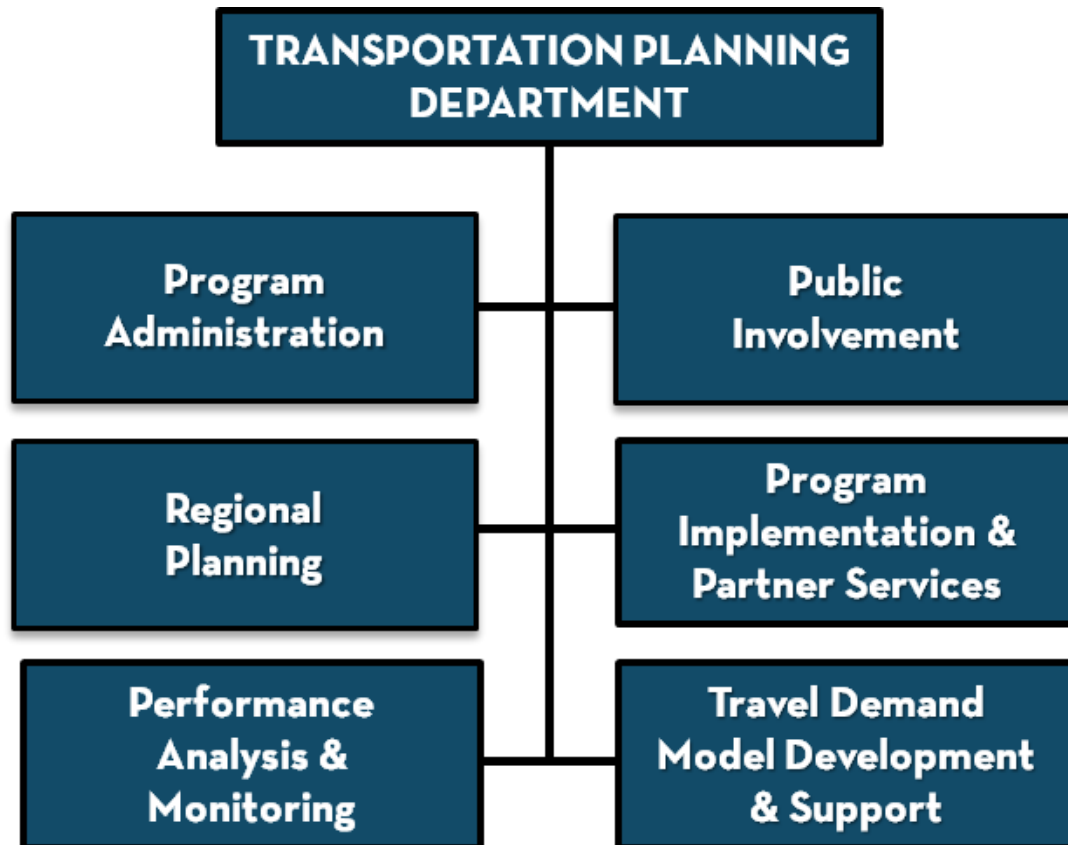 TRANSPORTATION PLANNING
DEPARTMENT
Program
Administration
Public
Involvement
Regional
Planning
Program
Implementation &
Partner Services
Performance
Analysis &
Monitoring
Travel Demand
Model Development
& Support